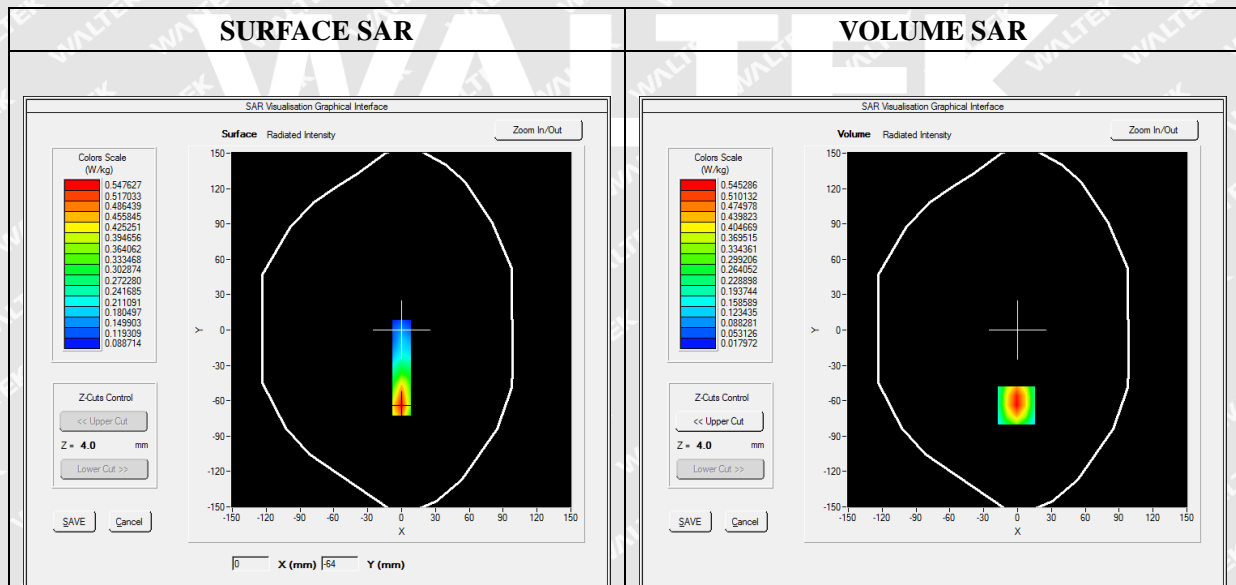 SURFACE SAR
VOLUME SAR
WALTEK
SAR Visualisation Graphical Interface
Surface Radiated Intensity
Zoom In/Out
Colors Scale
(W/kg)
0.547627
0.517033
0.486439
0.455845
0.425251
0.394656
0.364062
0.333468
0.302874
0.272280
0.241685
0.211091
0.180497
0.149903
0.119309
0.088714
Z-Cuts Control
<< Upper Cut
Z = 4.0 mm
Lower Cut >>
SAVE Cancel
150
120
90
60
30
0
-30
-60
-90
-120
-150
Y
-150 -120 -90 -60 -30 0 30 60 90 120 150
X
0 X (mm) -64 Y (mm)
SAR Visualisation Graphical Interface
Volume Radiated Intensity
Zoom In/Out
Colors Scale
(W/kg)
0.545286
0.510132
0.474978
0.439823
0.404669
0.369515
0.334361
0.299206
0.264052
0.228898
0.193744
0.158589
0.123435
0.088281
0.053126
0.017972
Z-Cuts Control
<< Upper Cut
Z = 4.0 mm
Lower Cut >>
SAVE Cancel
150
120
90
60
30
0
-30
-60
-90
-120
-150
Y
-150 -120 -90 -60 -30 0 30 60 90 120 150
X